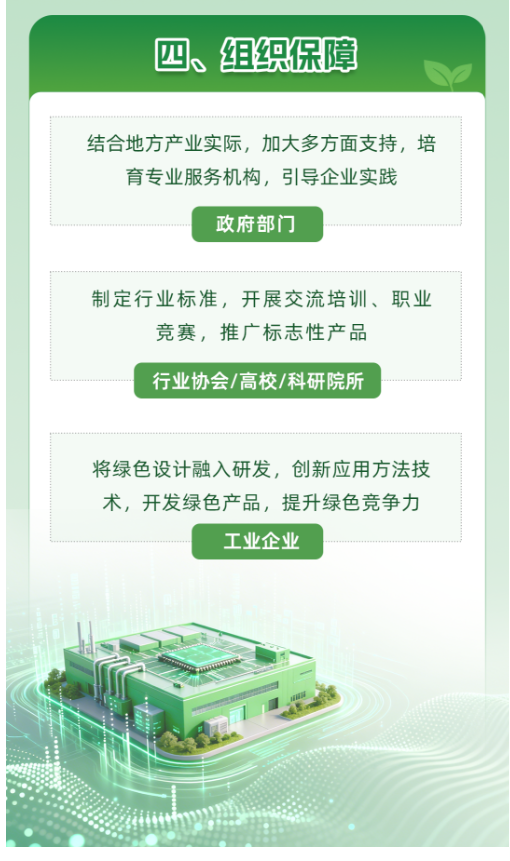 四、组织保障
结合地方产业实际，加大多方面支持，培
育专业服务机构，引导企业实践
政府部门
制定行业标准，开展交流培训、职业
竞赛，推广标志性产品
行业协会/高校/科研院所
将绿色设计融入研发，创新应用方法技
术，开发绿色产品，提升绿色竞争力
工业企业